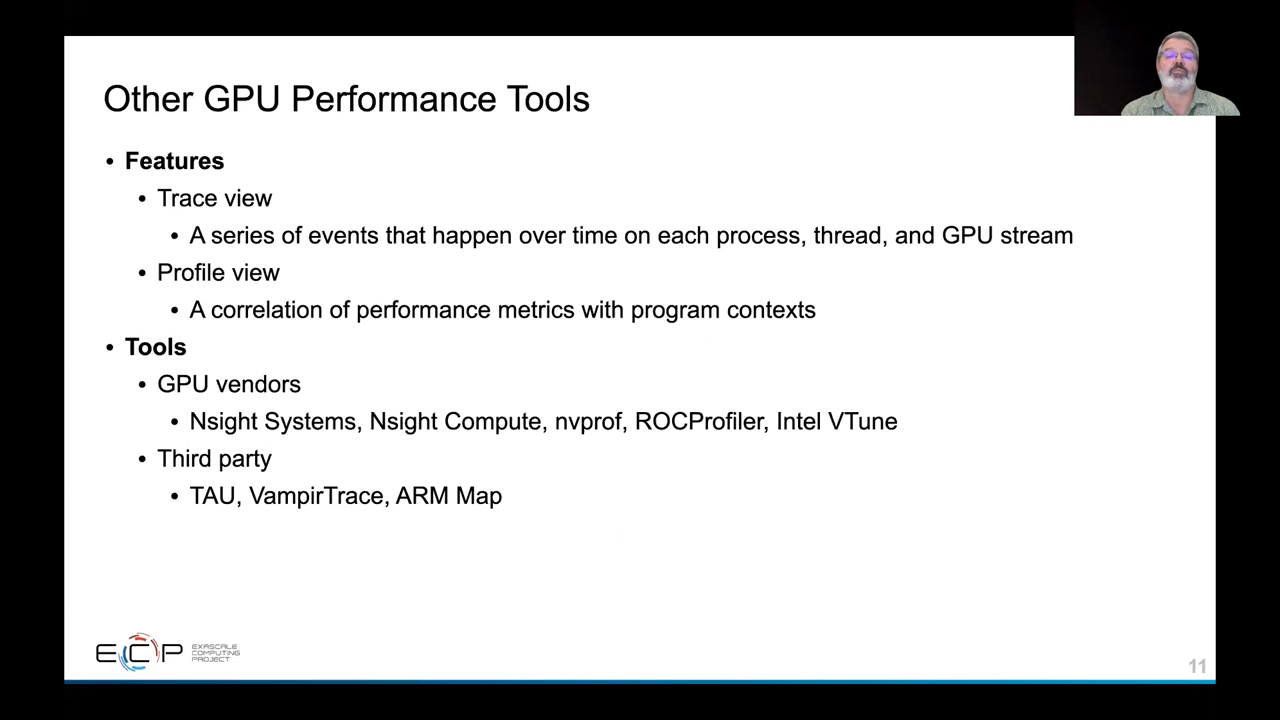 Other GPU Performance Tools
• Features
• Trace view
• A series of events that happen over time on each process, thread, and GPU stream
• Profile view
• A correlation of performance metrics with program contexts
• Tools
• GPU vendors
• Nsight Systems, Nsight Compute, nvprof, ROCProfiler, Intel VTune
• Third party
• TAU, VampirTrace, ARM Map
ECP
EXASCALE
COMPUTING
PROJECT
11